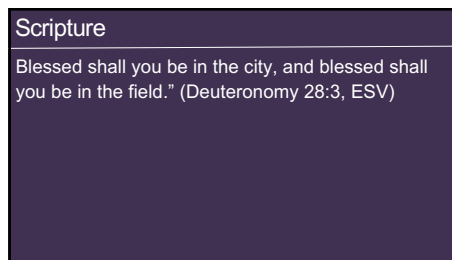 Scripture
Blessed shall you be in the city, and blessed shall
you be in the field.” (Deuteronomy 28:3, ESV)